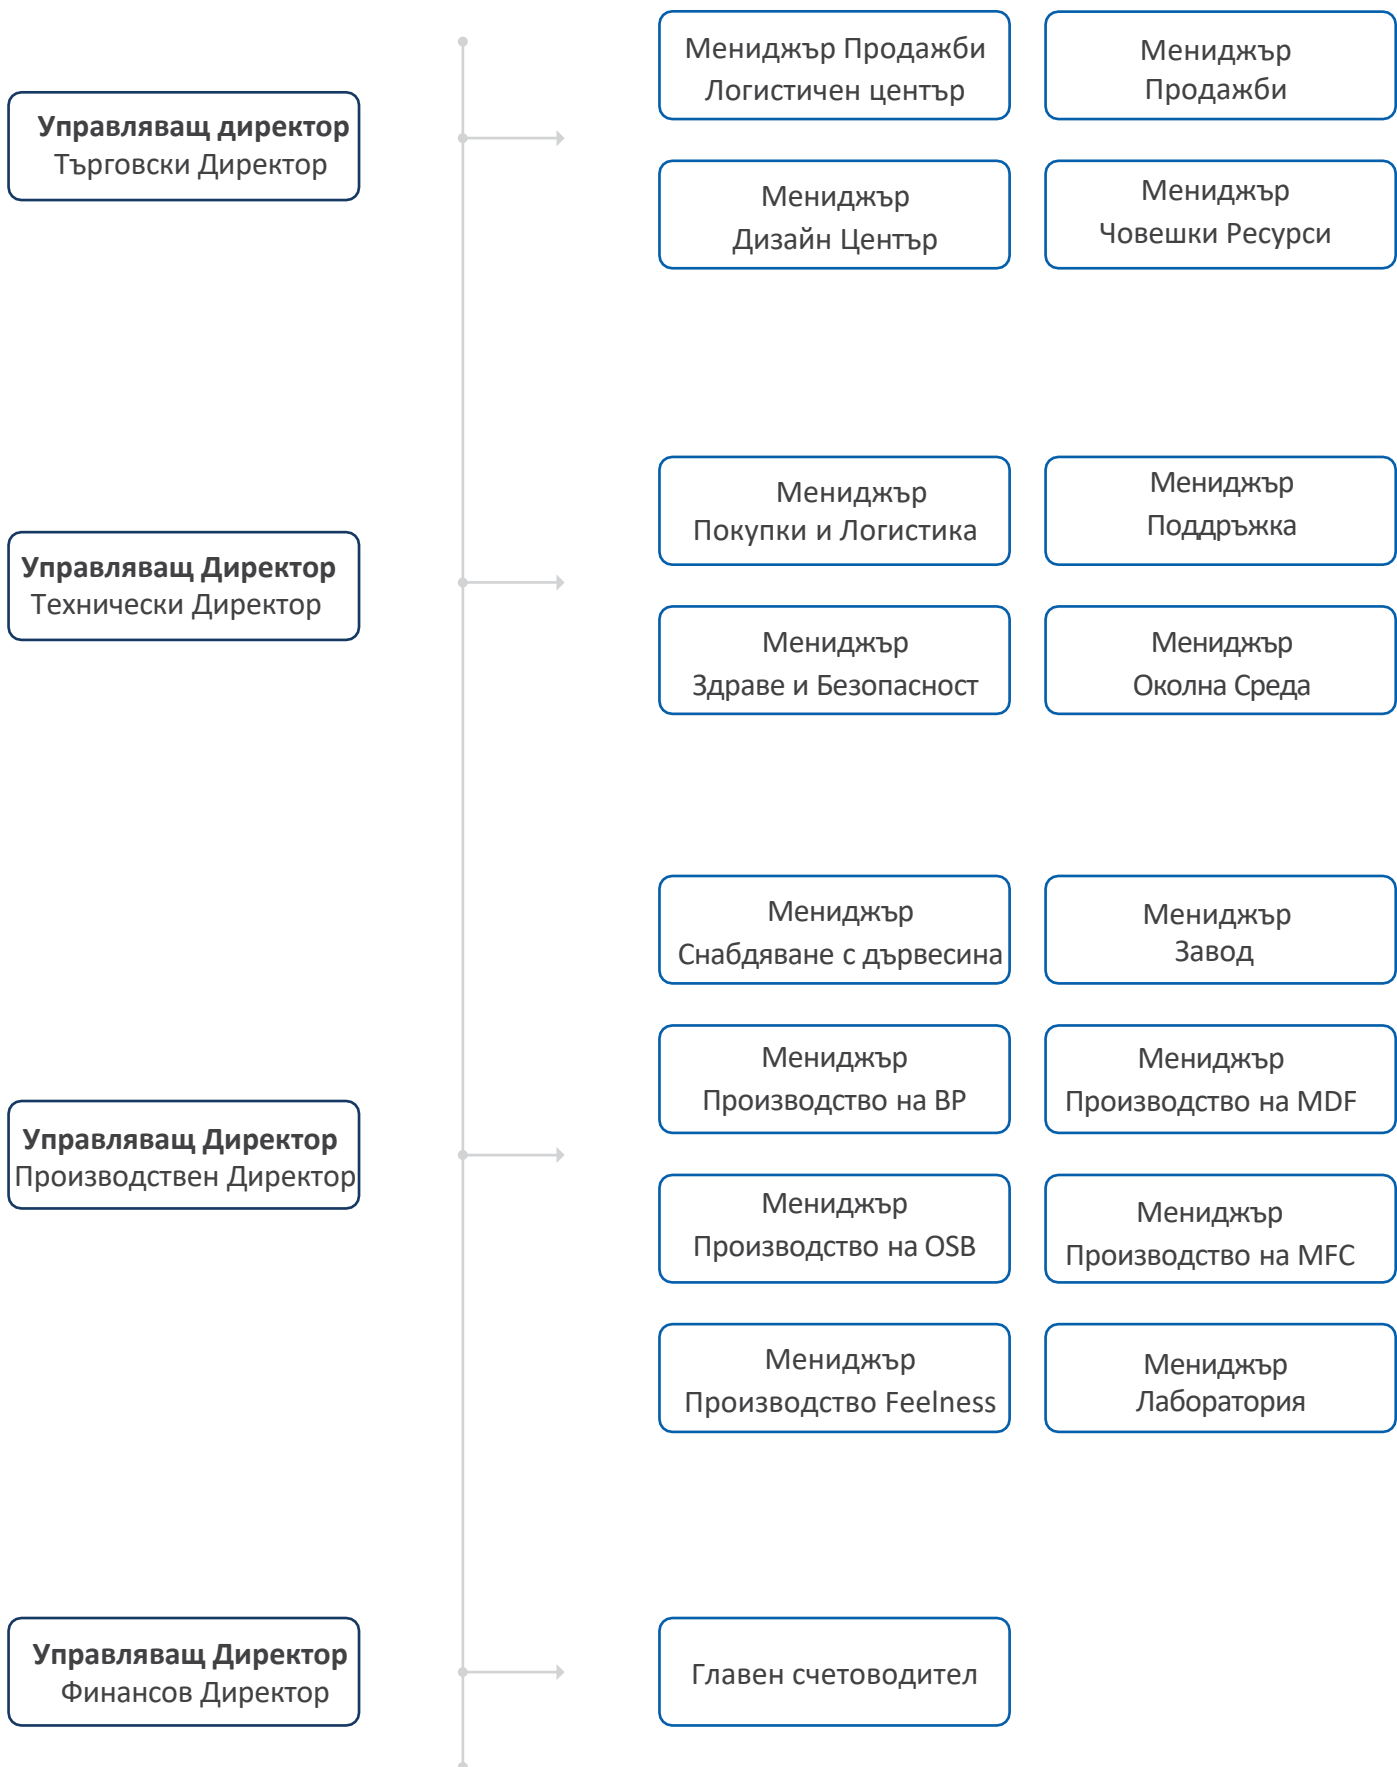 Управляващ директор
Търговски Директор
Мениджър Продажби
Логистичен център
Мениджър
Продажби
Мениджър
Дизайн Център
Мениджър
Човешки Ресурси
Управляващ Директор
Технически Директор
Мениджър
Покупки и Логистика
Мениджър
Поддръжка
Мениджър
Здраве и Безопасност
Мениджър
Околна Среда
Управляващ Директор
Производствен Директор
Мениджър
Снабдяване с дървесина
Мениджър
Завод
Мениджър
Производство на BP
Мениджър
Производство на MDF
Мениджър
Производство на OSB
Мениджър
Производство на MFC
Мениджър
Производство Feelness
Мениджър
Лаборатория
Управляващ Директор
Финансов Директор
Главен счетоводител